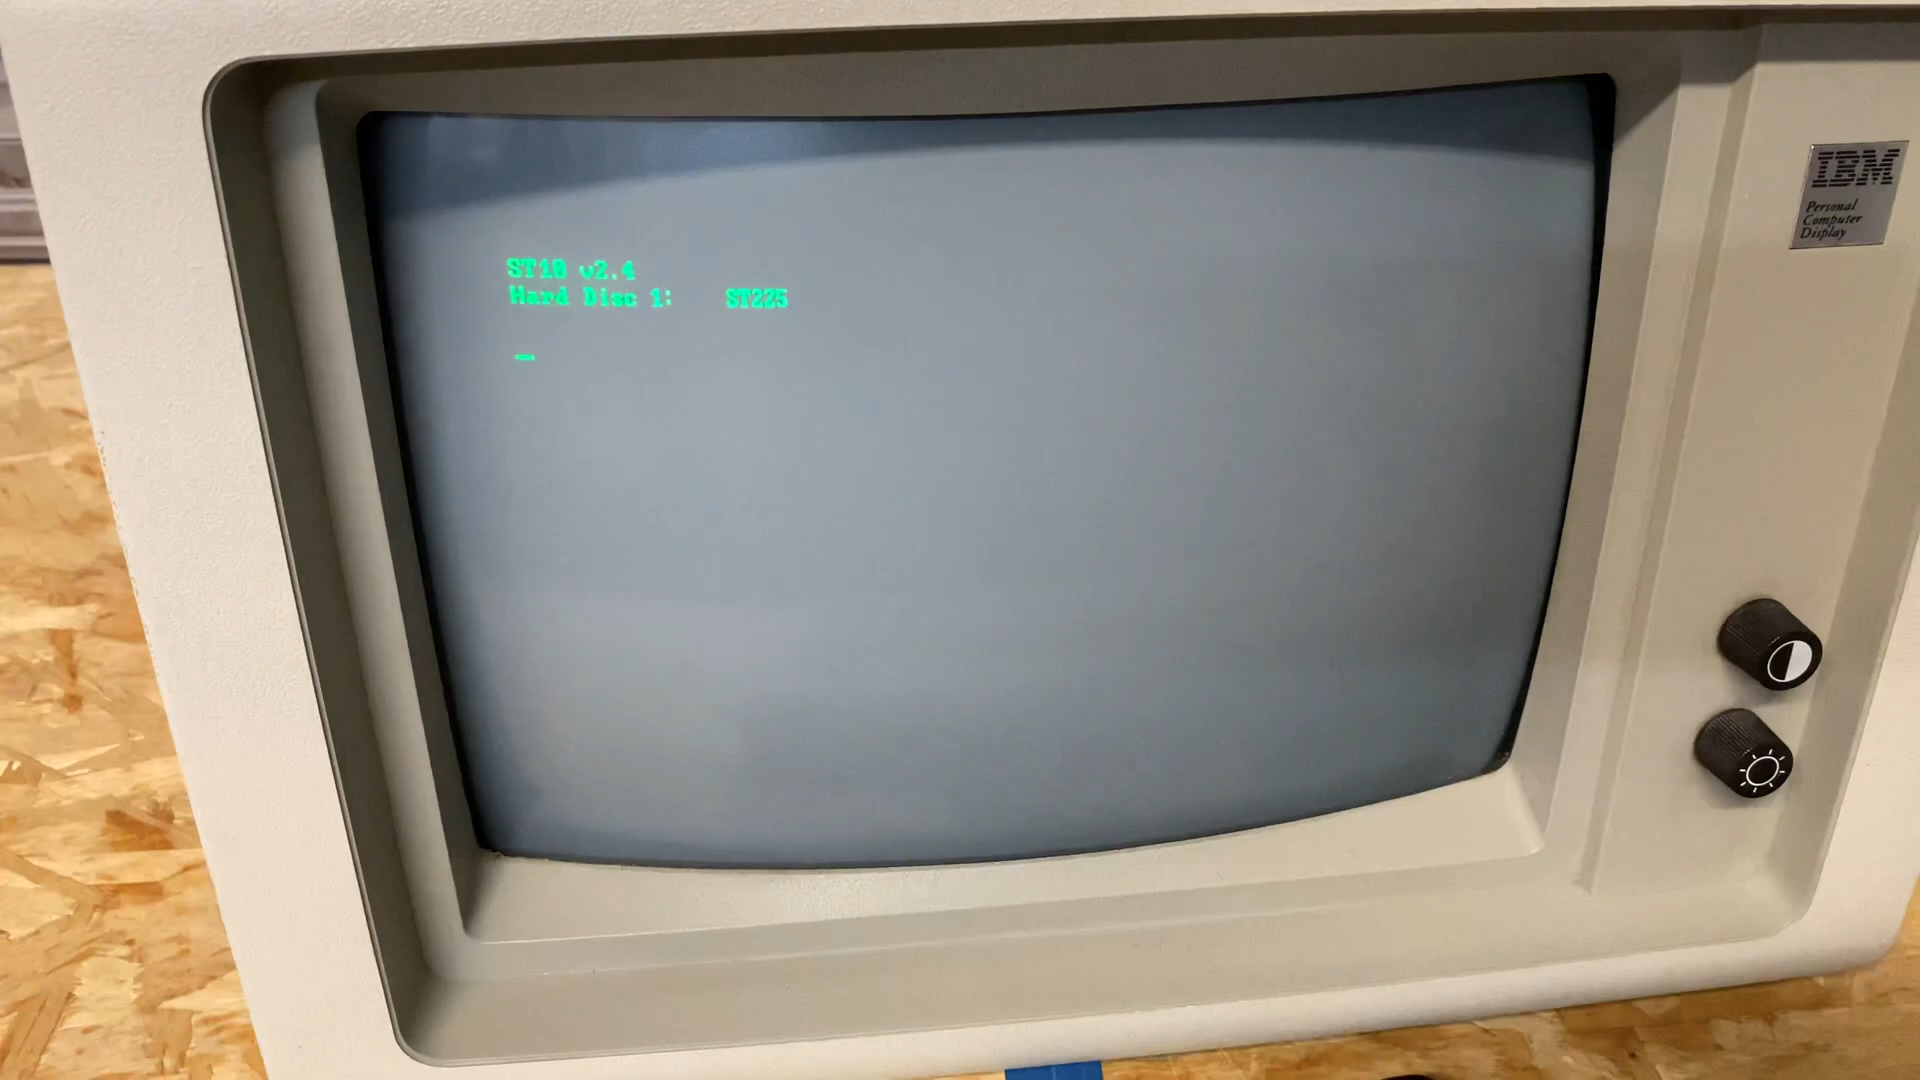 ST10 v2.4
Hard Disc 1: ST225
IBM
Personal
Computer
Display